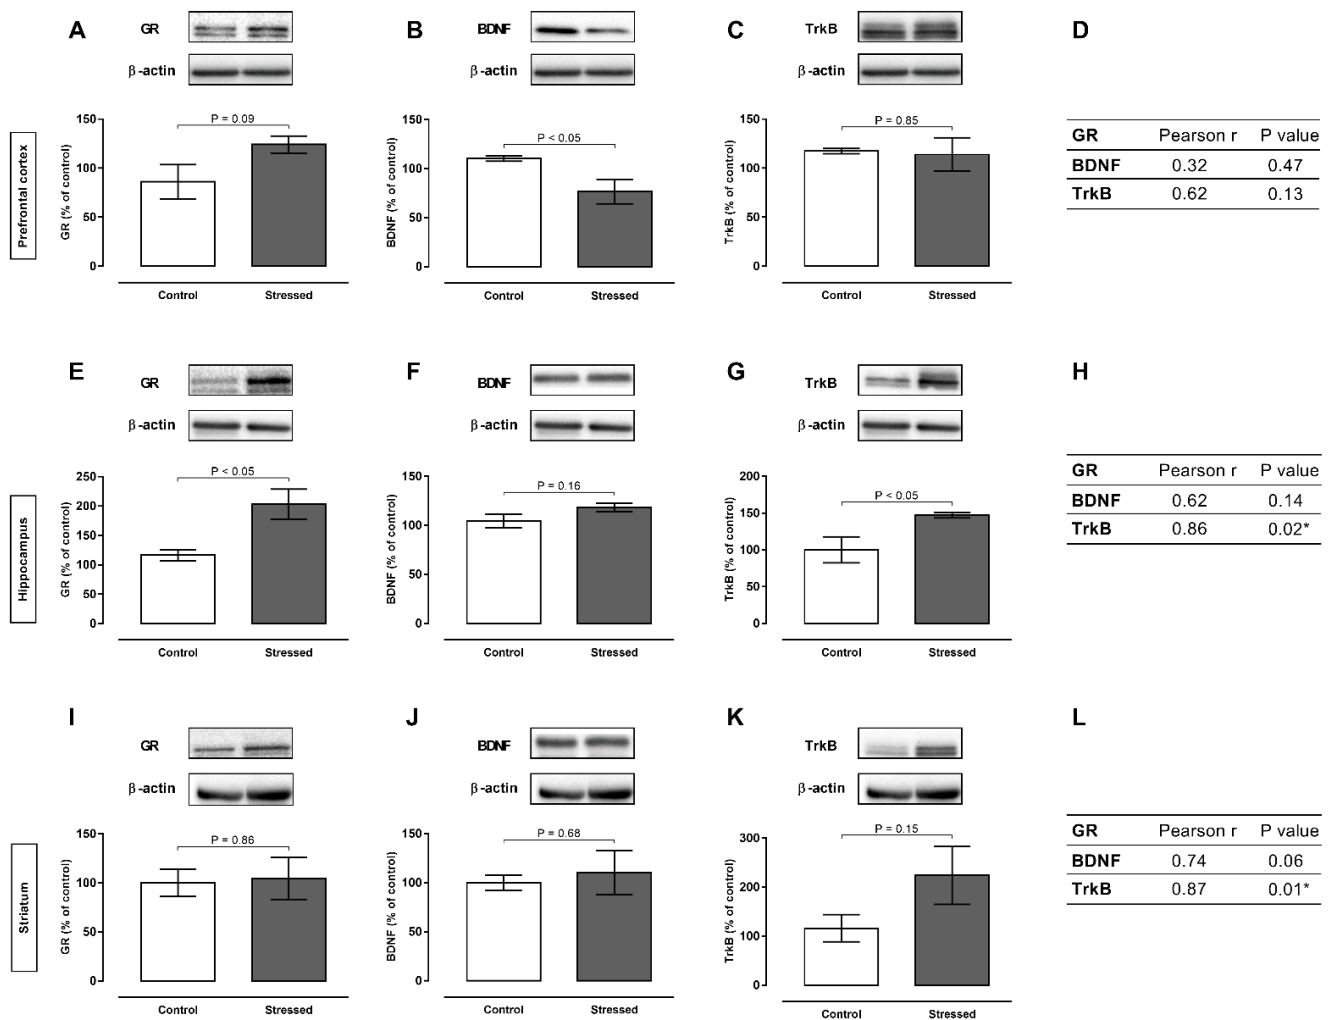 A GR B BDNF C TrkB D
β-actin β-actin β-actin
Prefrontal cortex
GR (% of control) 150 100 50 0 P = 0.09 Control Stressed
BDNF (% of control) 150 100 50 0 P < 0.05 Control Stressed
TrkB (% of control) 150 100 50 0 P = 0.85 Control Stressed
GR Pearson r P value
BDNF 0.32 0.47
TrkB 0.62 0.13
E GR F BDNF G TrkB H
β-actin β-actin β-actin
Hippocampus
GR (% of control) 250 200 150 100 50 0 P < 0.05 Control Stressed
BDNF (% of control) 150 100 50 0 P = 0.16 Control Stressed
TrkB (% of control) 200 150 100 50 0 P < 0.05 Control Stressed
GR Pearson r P value
BDNF 0.62 0.14
TrkB 0.86 0.02*
I GR J BDNF K TrkB L
β-actin β-actin β-actin
Striatum
GR (% of control) 150 100 50 0 P = 0.86 Control Stressed
BDNF (% of control) 150 100 50 0 P = 0.68 Control Stressed
TrkB (% of control) 300 200 100 0 P = 0.15 Control Stressed
GR Pearson r P value
BDNF 0.74 0.06
TrkB 0.87 0.01*